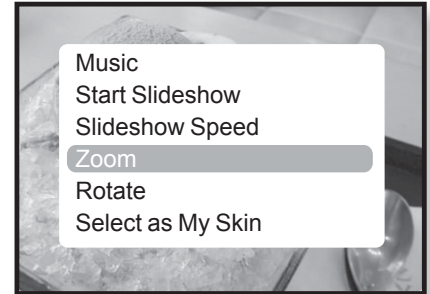 Music
Start Slideshow
Slideshow Speed
Zoom
Rotate
Select as My Skin